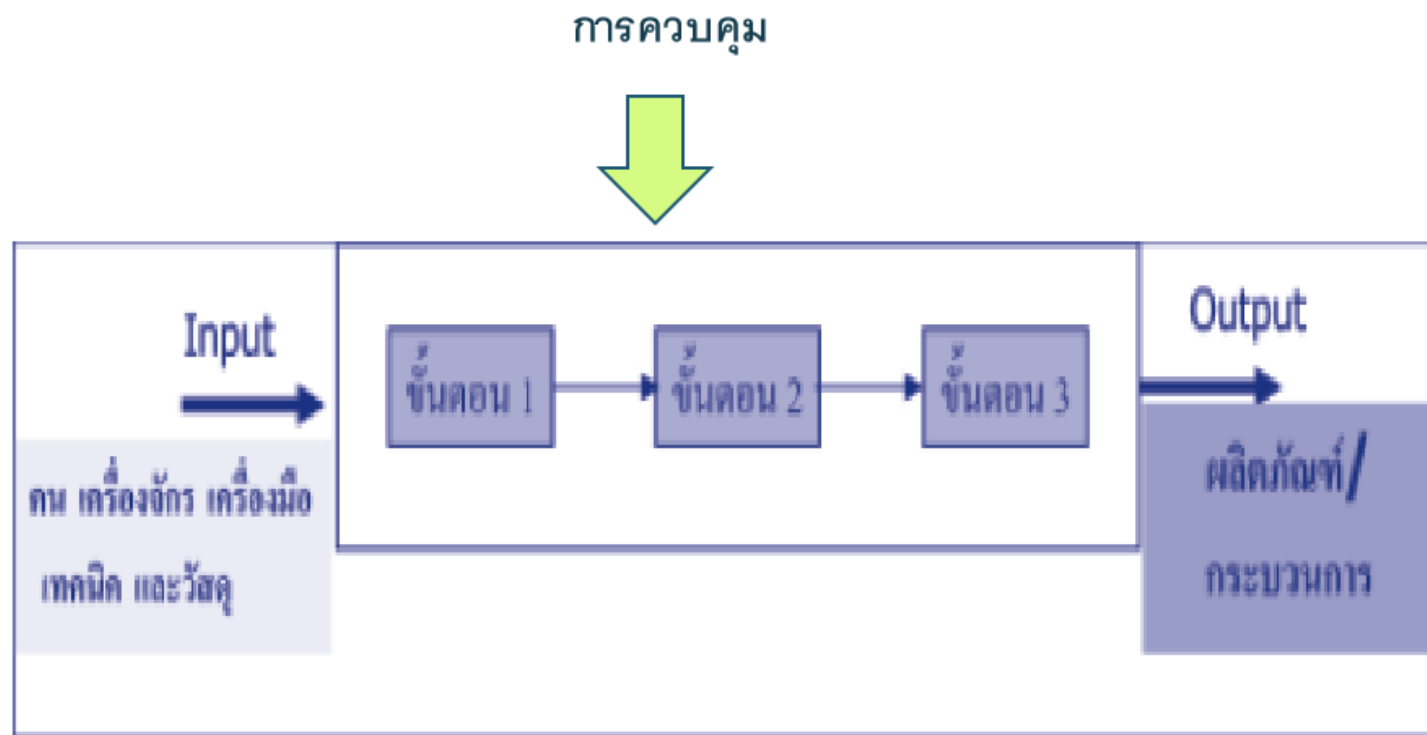 การควบคุม
Input
Output
ขั้นตอน 1
ขั้นตอน 2
ขั้นตอน 3
คน เครื่องจักร เครื่องมือ
เทคนิค และวัสดุ
ผลิตภัณฑ์/
กระบวนการ